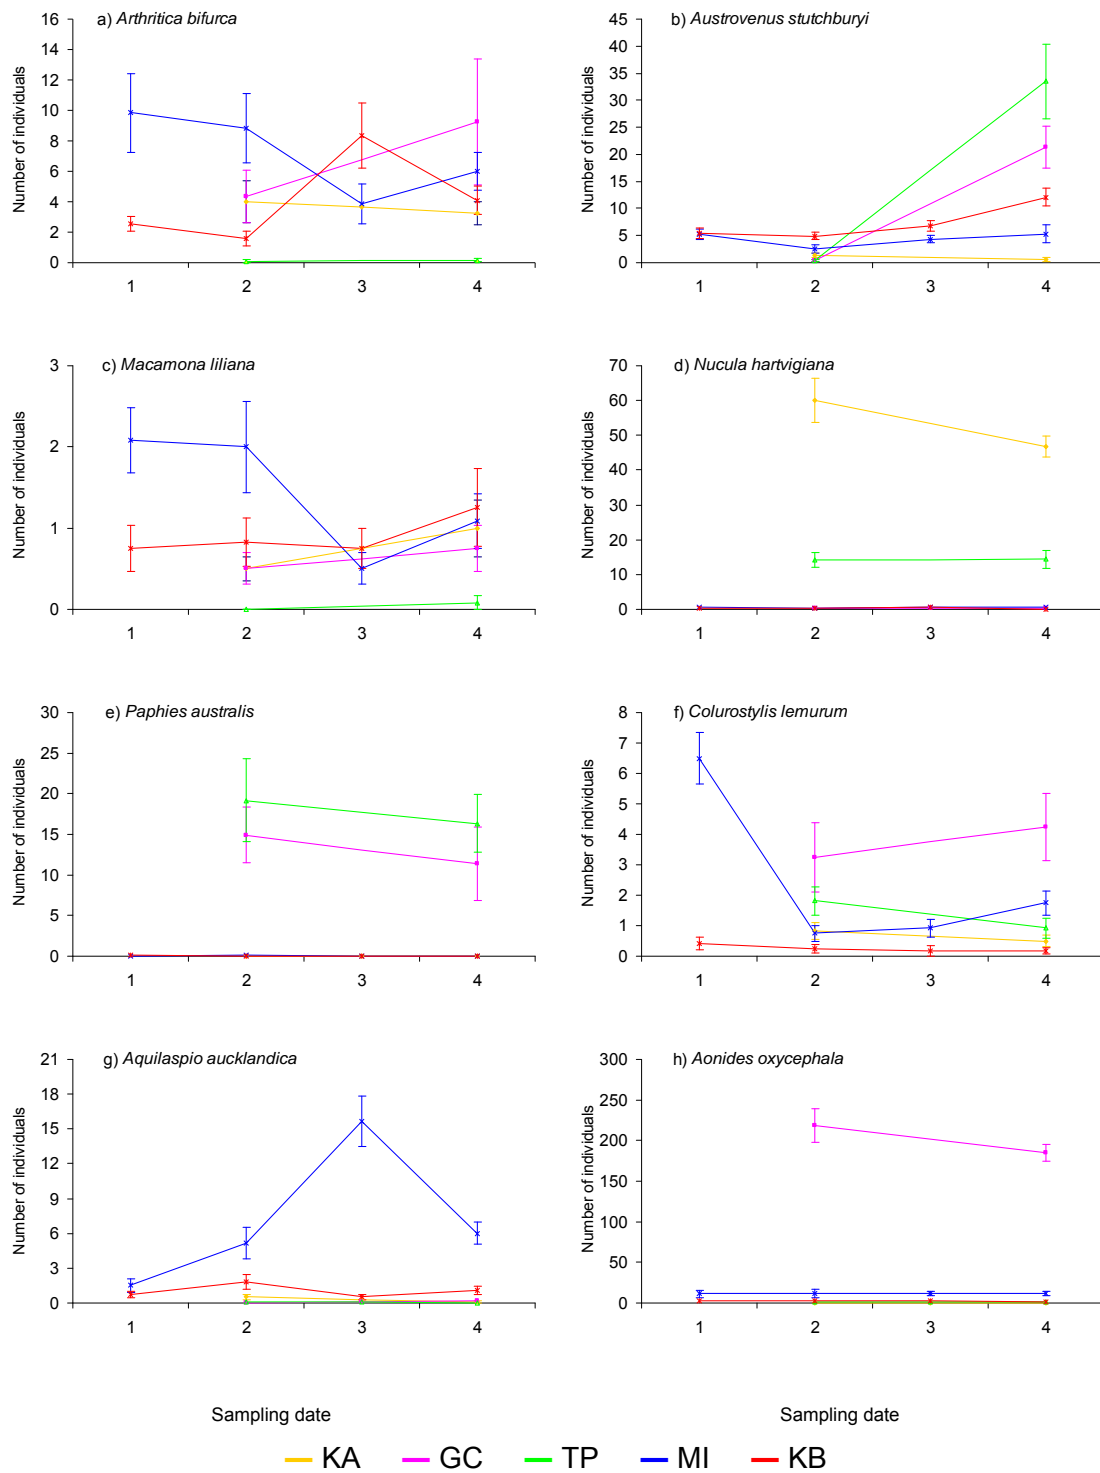 a) Arthritica bifurca
Number of individuals
16
14
12
10
8
6
4
2
0
1 2 3 4
b) Austrovenus stutchburyi
Number of individuals
45
40
35
30
25
20
15
10
5
0
1 2 3 4
c) Macamona liliana
Number of individuals
3
2
1
0
1 2 3 4
d) Nucula hartvigiana
Number of individuals
70
60
50
40
30
20
10
0
1 2 3 4
e) Paphies australis
Number of individuals
30
25
20
15
10
5
0
1 2 3 4
f) Colurostylis lemurum
Number of individuals
8
7
6
5
4
3
2
1
0
1 2 3 4
g) Aquilaspio aucklandica
Number of individuals
21
18
15
12
9
6
3
0
1 2 3 4
h) Aonides oxycephala
Number of individuals
300
250
200
150
100
50
0
1 2 3 4
Sampling date
Sampling date
KA GC TP MI KB